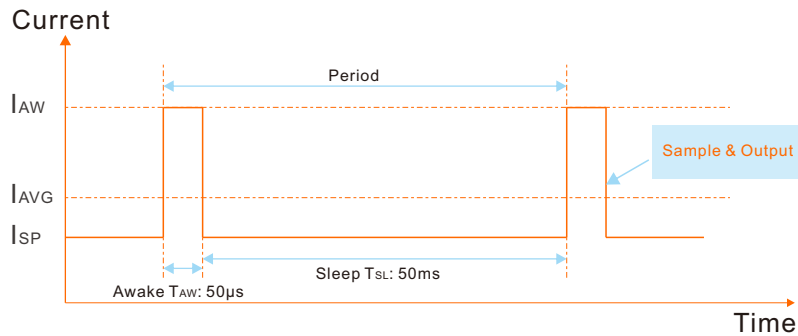 Current
Period
IAW
Sample & Output
IAVG
ISP
Sleep TSL: 50ms
Awake TAW: 50μs
Time